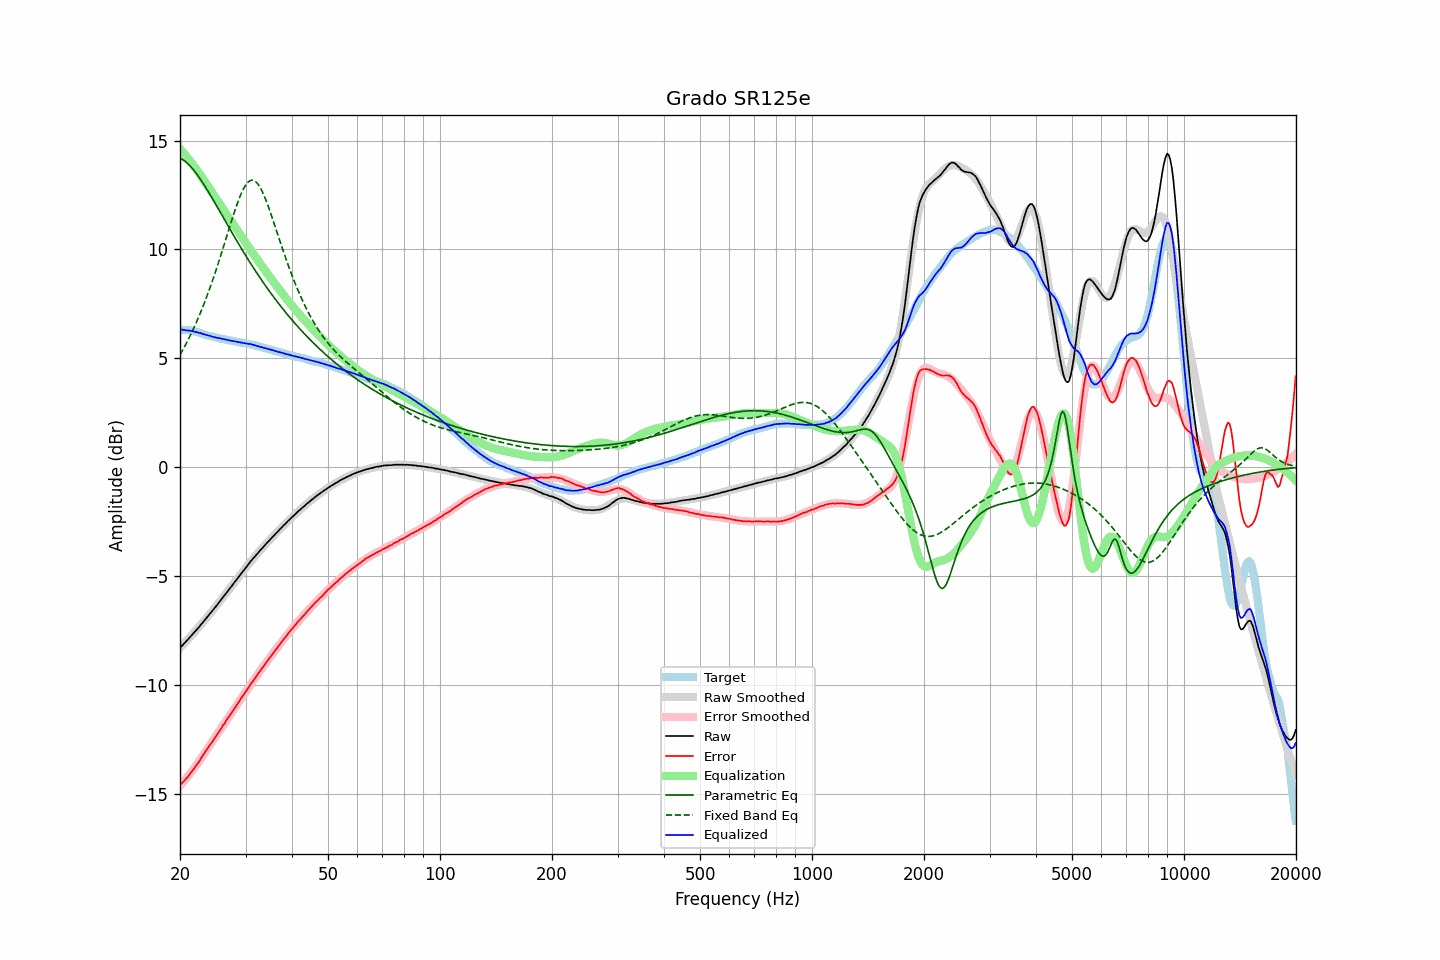 Grado SR125e
Amplitude (dBr)
15
10
5
0
−5
−10
−15
Target
Raw Smoothed
Error Smoothed
Raw
Error
Equalization
Parametric Eq
Fixed Band Eq
Equalized
20 50 100 200 500 1000 2000 5000 10000 20000
Frequency (Hz)